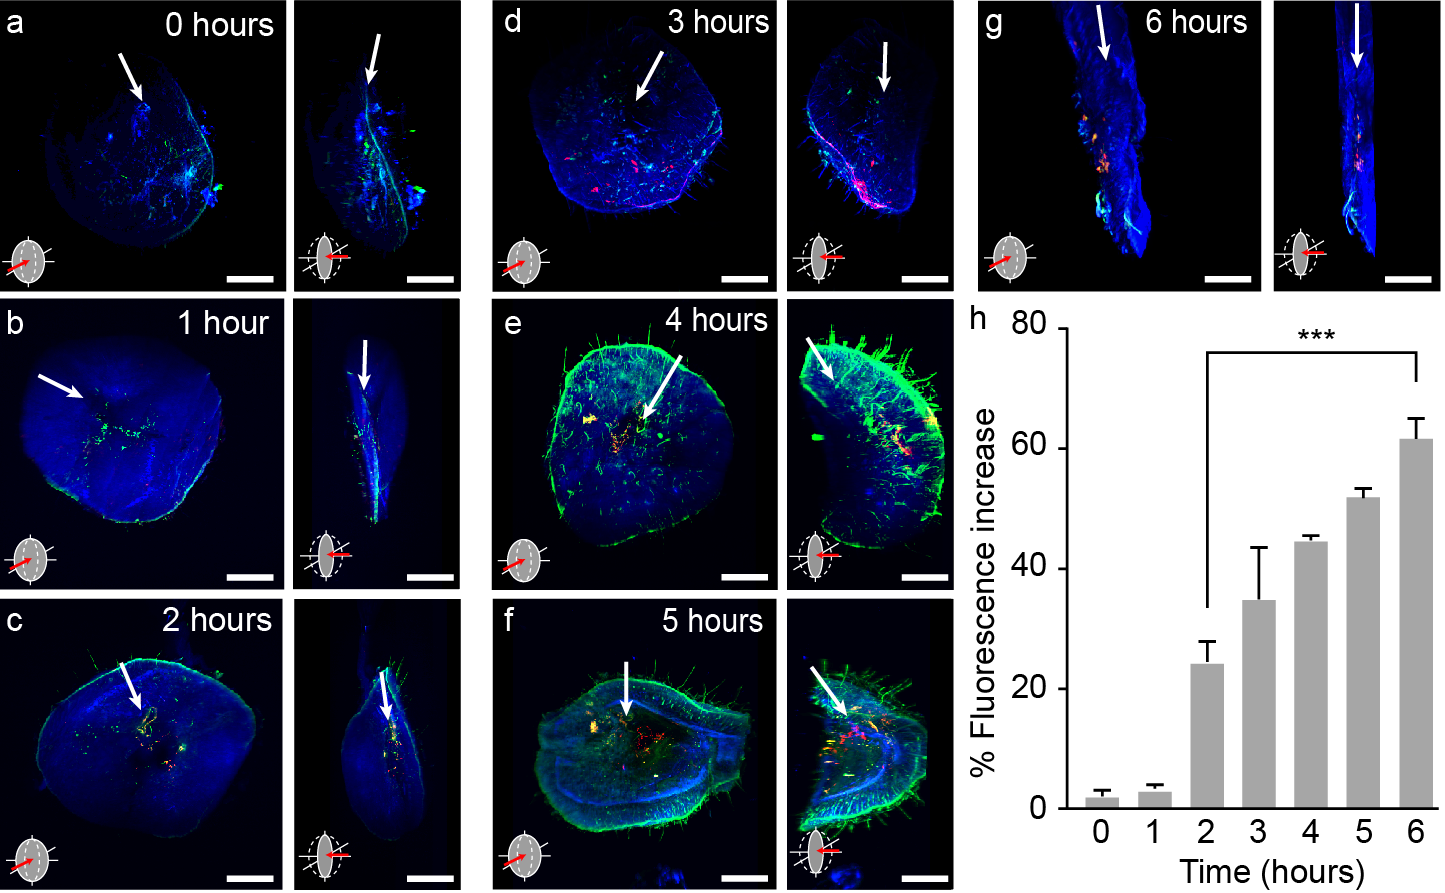 a 0 hours
b 1 hour
c 2 hours
d 3 hours
e 4 hours
f 5 hours
g 6 hours
h
80
60
40
20
0
% Fluorescence increase
***
0 1 2 3 4 5 6
Time (hours)